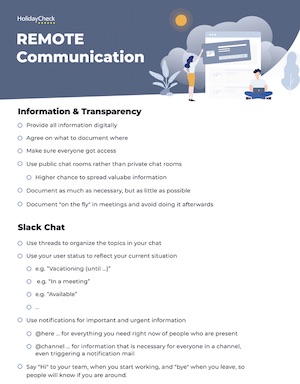 HolidayCheck
REMOTE
Communication
Information & Transparency
Provide all information digitally
Agree on what to document where
Make sure everyone got access
Use public chat rooms rather than private chat rooms
Higher chance to spread valuabe information
Document as much as necessary, but as little as possible
Document "on the fly" in meetings and avoid doing it afterwards
Slack Chat
Use threads to organize the topics in your chat
Use your user status to reflect your current situation
e.g. “Vacationing (until ...)”
e.g. “In a meeting”
e.g. “Available”
...
Use notifications for important and urgent information
@here ... for everything you need right now of people who are present
@channel ... for information that is necessary for everyone in a channel,
even triggering a notification mail
Say "Hi" to your team, when you start working, and "bye" when you leave, so
people will know if you are around.